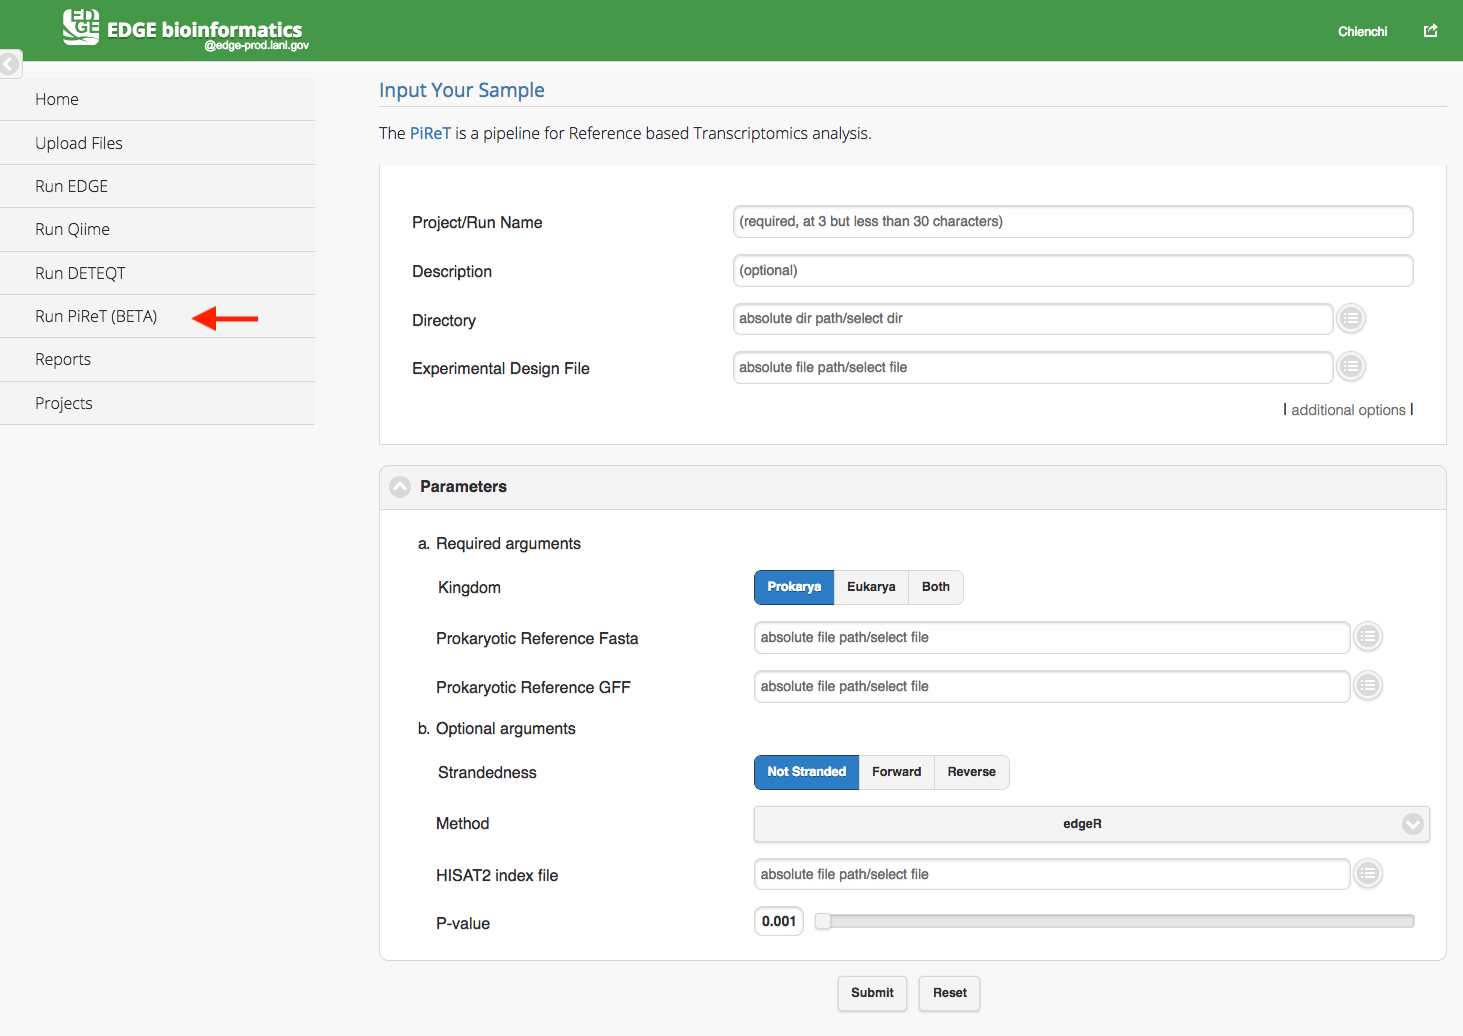 EDGE
EDGE bioinformatics
@edge-prod.lanl.gov
Chienchi
Home
Upload Files
Run EDGE
Run Qiime
Run DETEQT
Run PiReT (BETA)
Reports
Projects
Input Your Sample
The PiReT is a pipeline for Reference based Transcriptomics analysis.
Project/Run Name
(required, at 3 but less than 30 characters)
Description
(optional)
Directory
absolute dir path/select dir
Experimental Design File
absolute file path/select file
| additional options |
Parameters
a. Required arguments
Kingdom
Prokarya Eukarya Both
Prokaryotic Reference Fasta
absolute file path/select file
Prokaryotic Reference GFF
absolute file path/select file
b. Optional arguments
Strandedness
Not Stranded Forward Reverse
Method
edgeR
HISAT2 index file
absolute file path/select file
P-value
0.001
Submit Reset